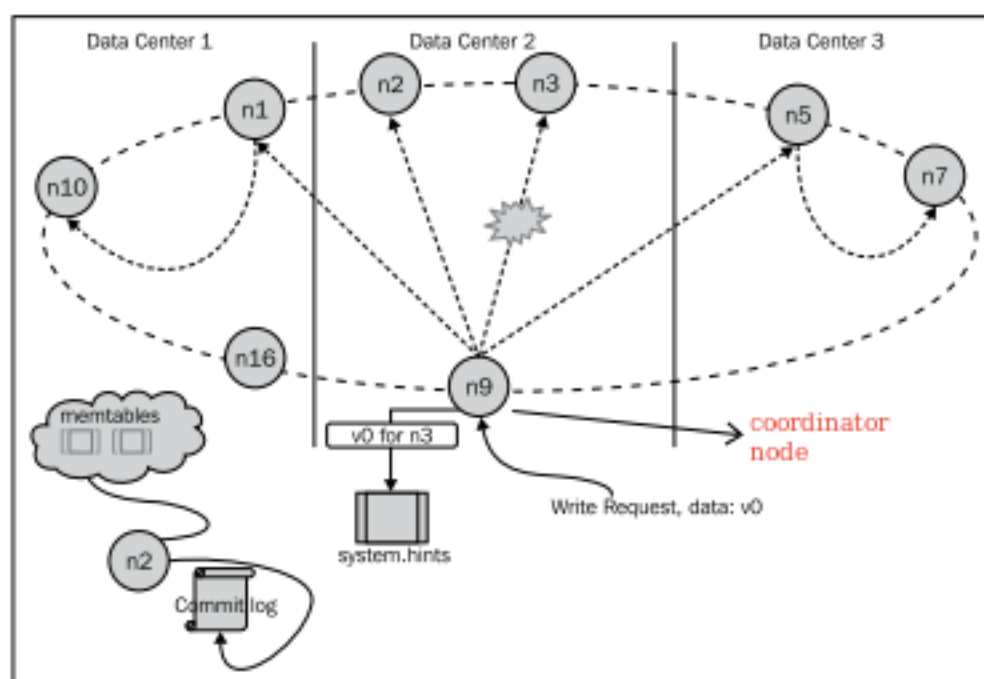 Data Center 1
Data Center 2
Data Center 3
n1
n2
n3
n5
n10
n7
n16
n9
memtables
v0 for n3
coordinator
node
Write Request, data: v0
system.hints
n2
Commit log